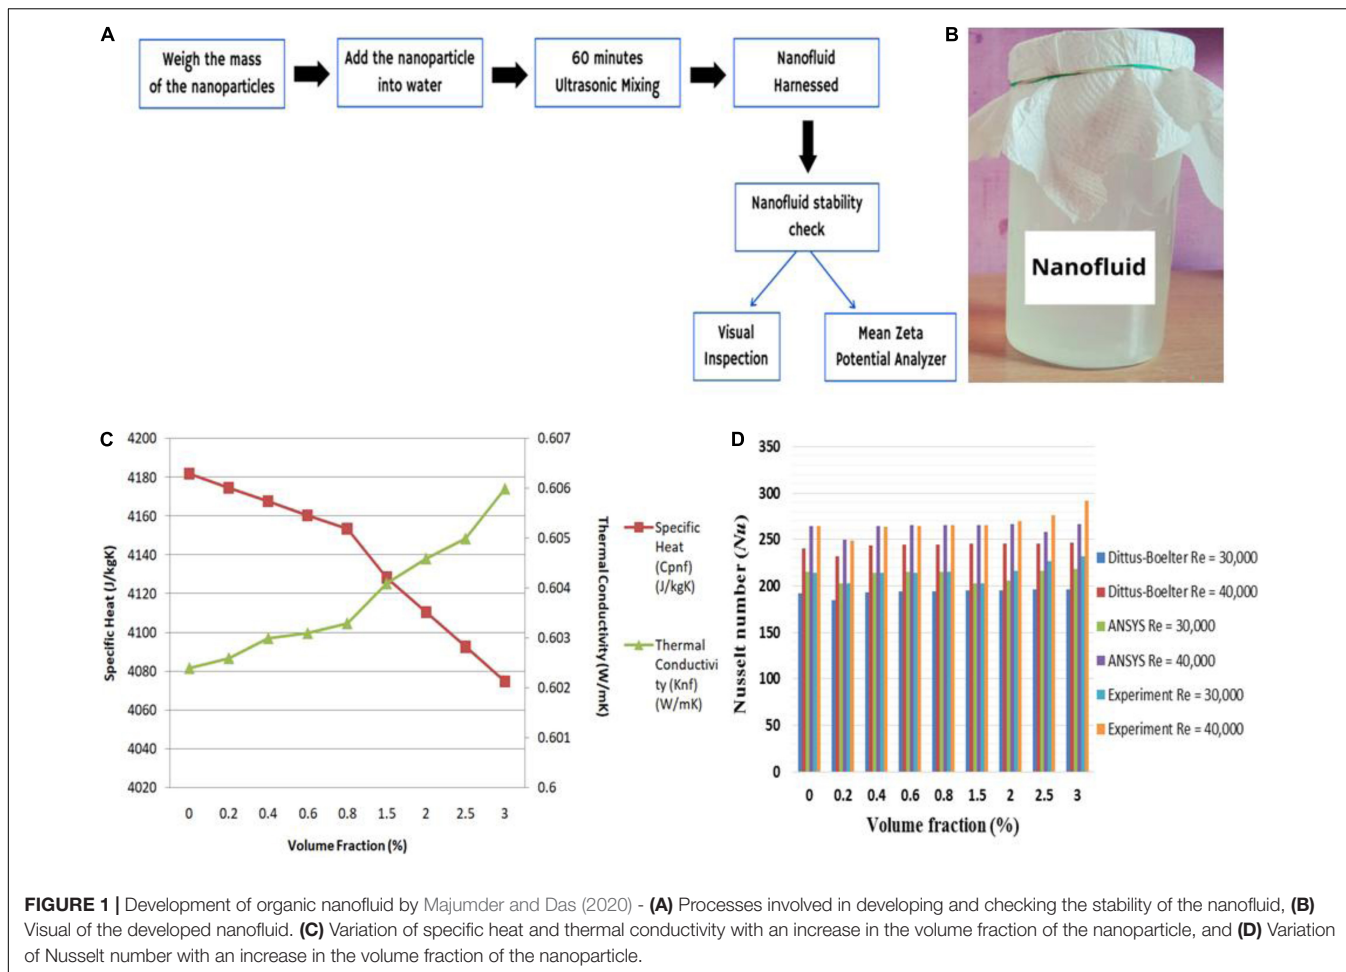 A
Weigh the mass
of the nanoparticles
Add the nanoparticle
into water
60 minutes
Ultrasonic Mixing
Nanofluid
Harnessed
Nanofluid stability
check
Visual
Inspection
Mean Zeta
Potential Analyzer
B
Nanofluid
C
4200
4180
4160
4140
4120
4100
4080
4060
4040
4020
Specific Heat (J/kgK)
0 0.2 0.4 0.6 0.8 1.5 2 2.5 3
Volume Fraction (%)
0.607
0.606
0.605
0.604
0.603
0.602
0.601
0.6
Thermal Conductivity (W/mK)
Specific
Heat
(Cpnf)
(J/kgK)
Thermal
Conductivi
ty (Knf)
(W/mK)
D
350
300
250
200
150
100
50
0
Nusselt number (Nu)
0 0.2 0.4 0.6 0.8 1.5 2 2.5 3
Volume fraction (%)
Dittus-Boelter Re = 30,000
Dittus-Boelter Re = 40,000
ANSYS Re = 30,000
ANSYS Re = 40,000
Experiment Re = 30,000
Experiment Re = 40,000
FIGURE 1 | Development of organic nanofluid by Majumder and Das (2020) - (A) Processes involved in developing and checking the stability of the nanofluid, (B)
Visual of the developed nanofluid. (C) Variation of specific heat and thermal conductivity with an increase in the volume fraction of the nanoparticle, and (D) Variation
of Nusselt number with an increase in the volume fraction of the nanoparticle.